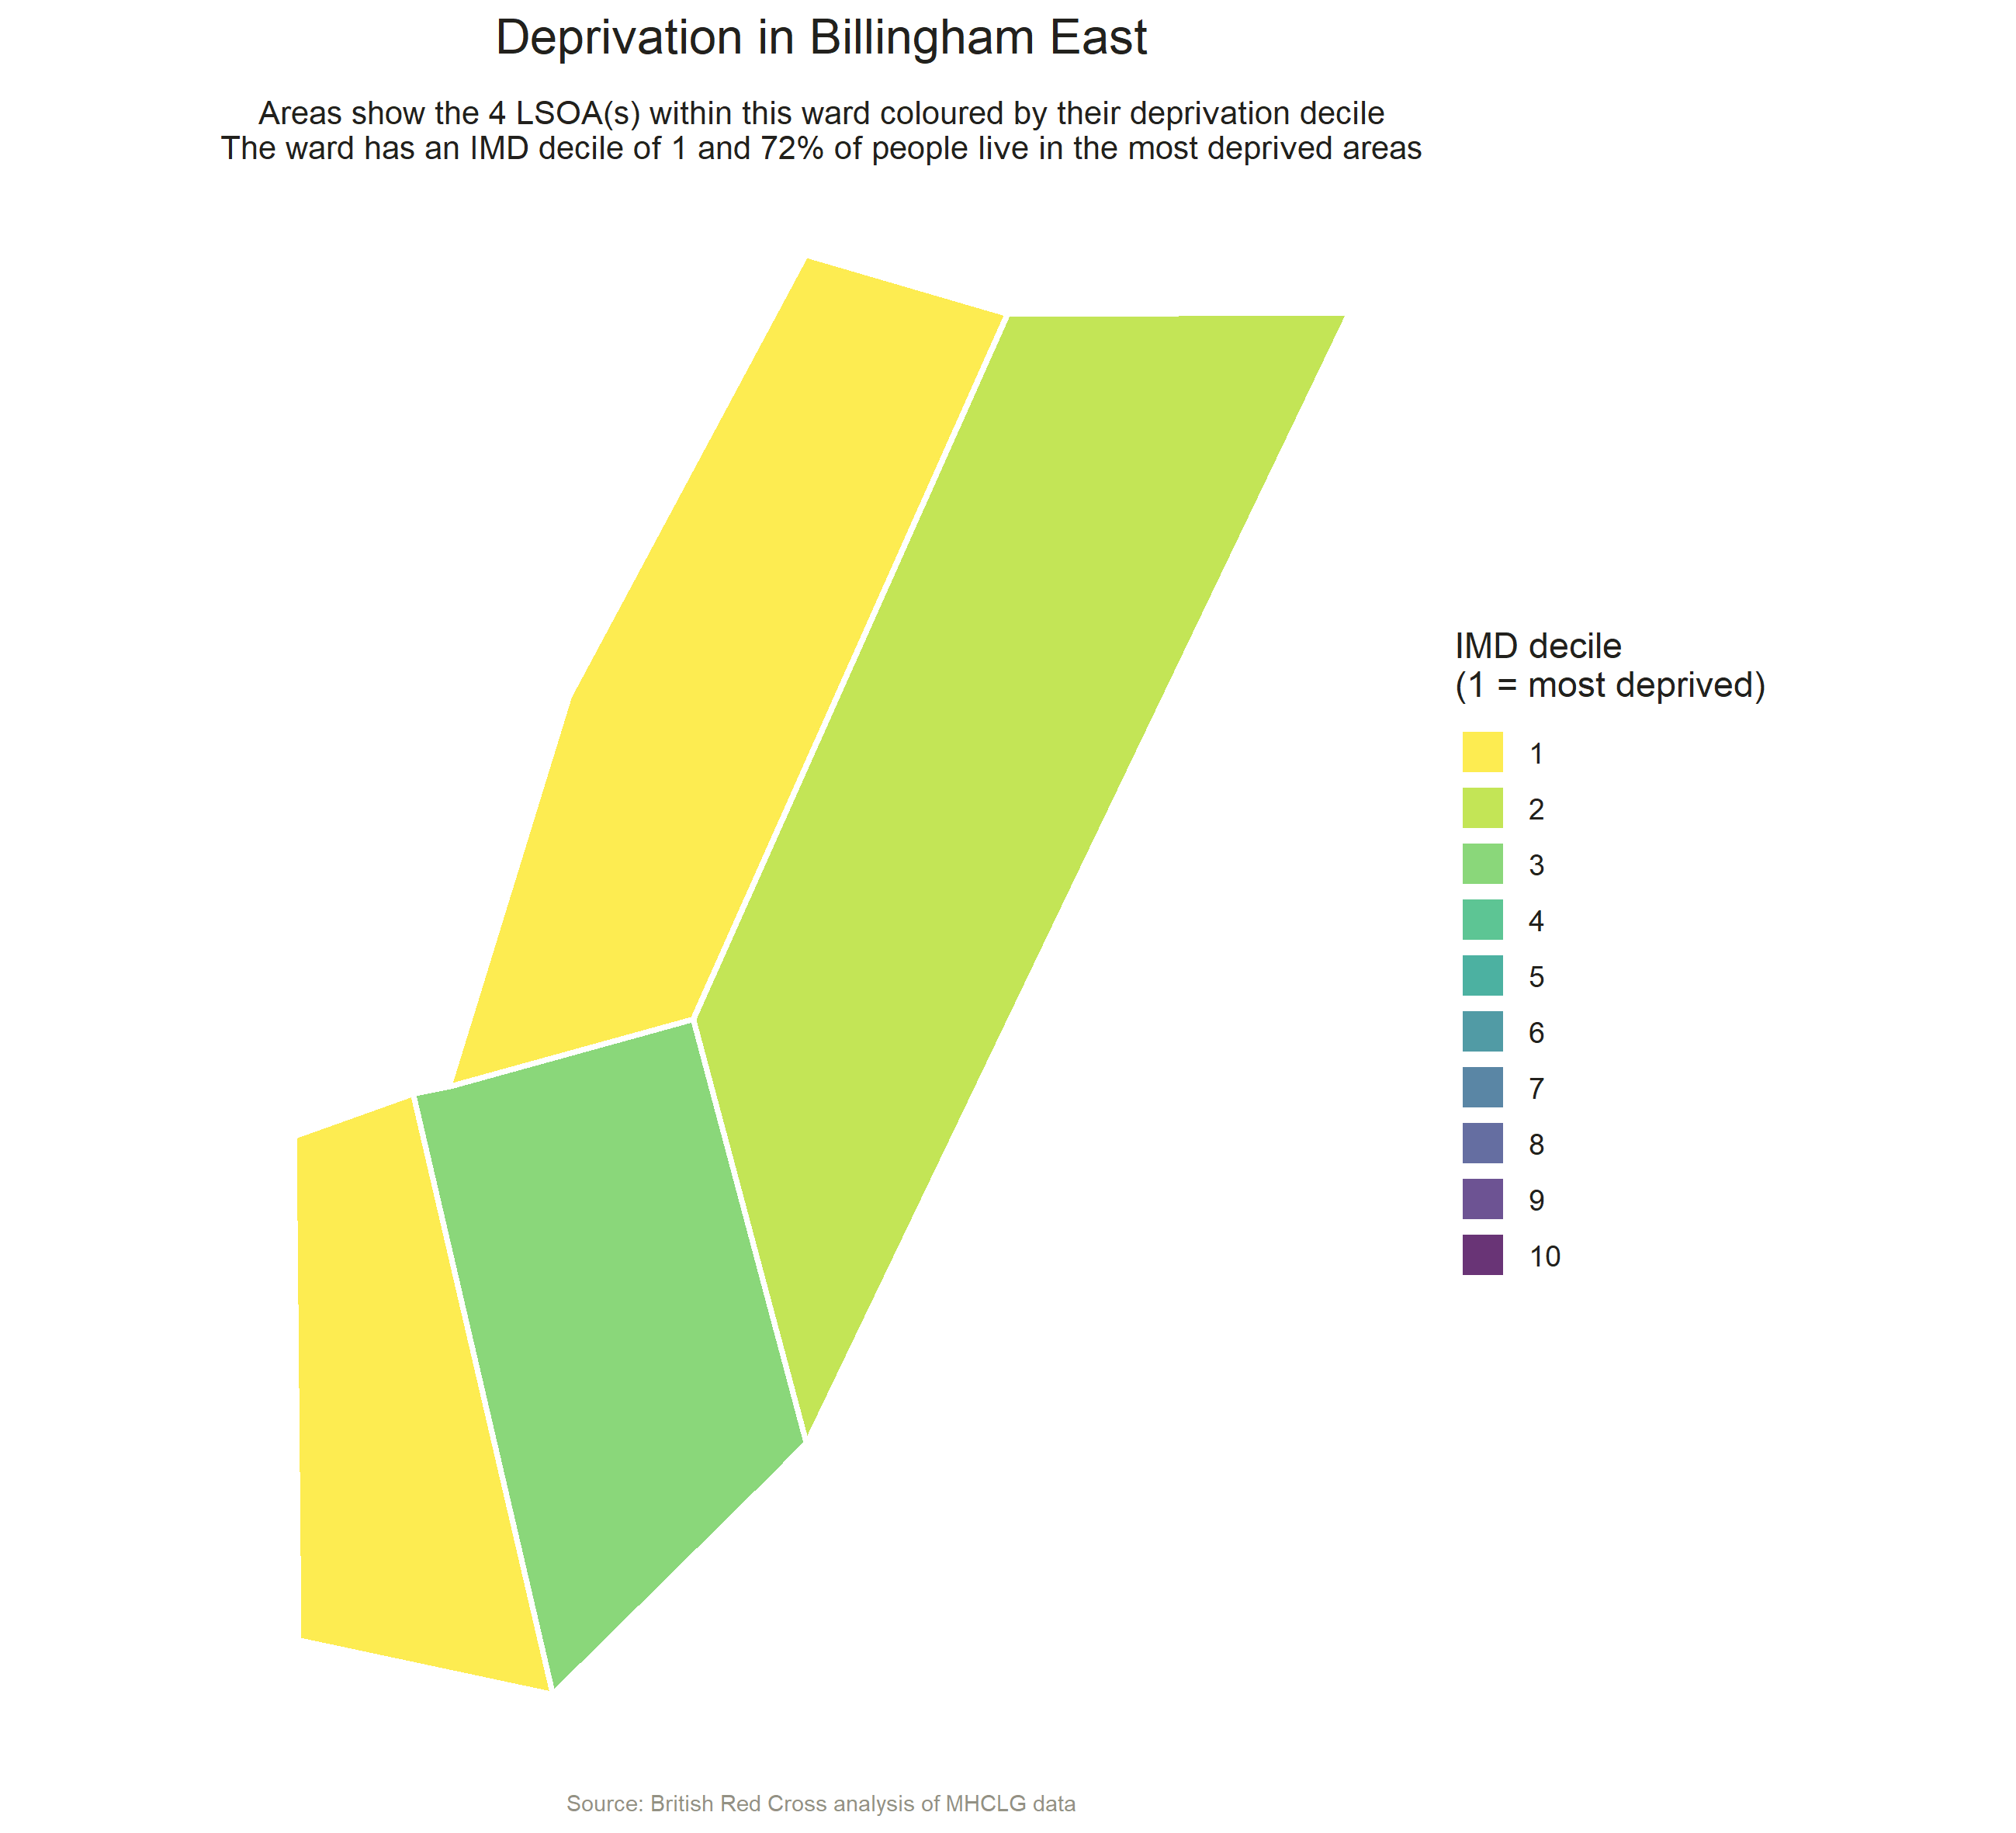 Deprivation in Billingham East
Areas show the 4 LSOA(s) within this ward coloured by their deprivation decile
The ward has an IMD decile of 1 and 72% of people live in the most deprived areas
IMD decile
(1 = most deprived)
1
2
3
4
5
6
7
8
9
10
Source: British Red Cross analysis of MHCLG data